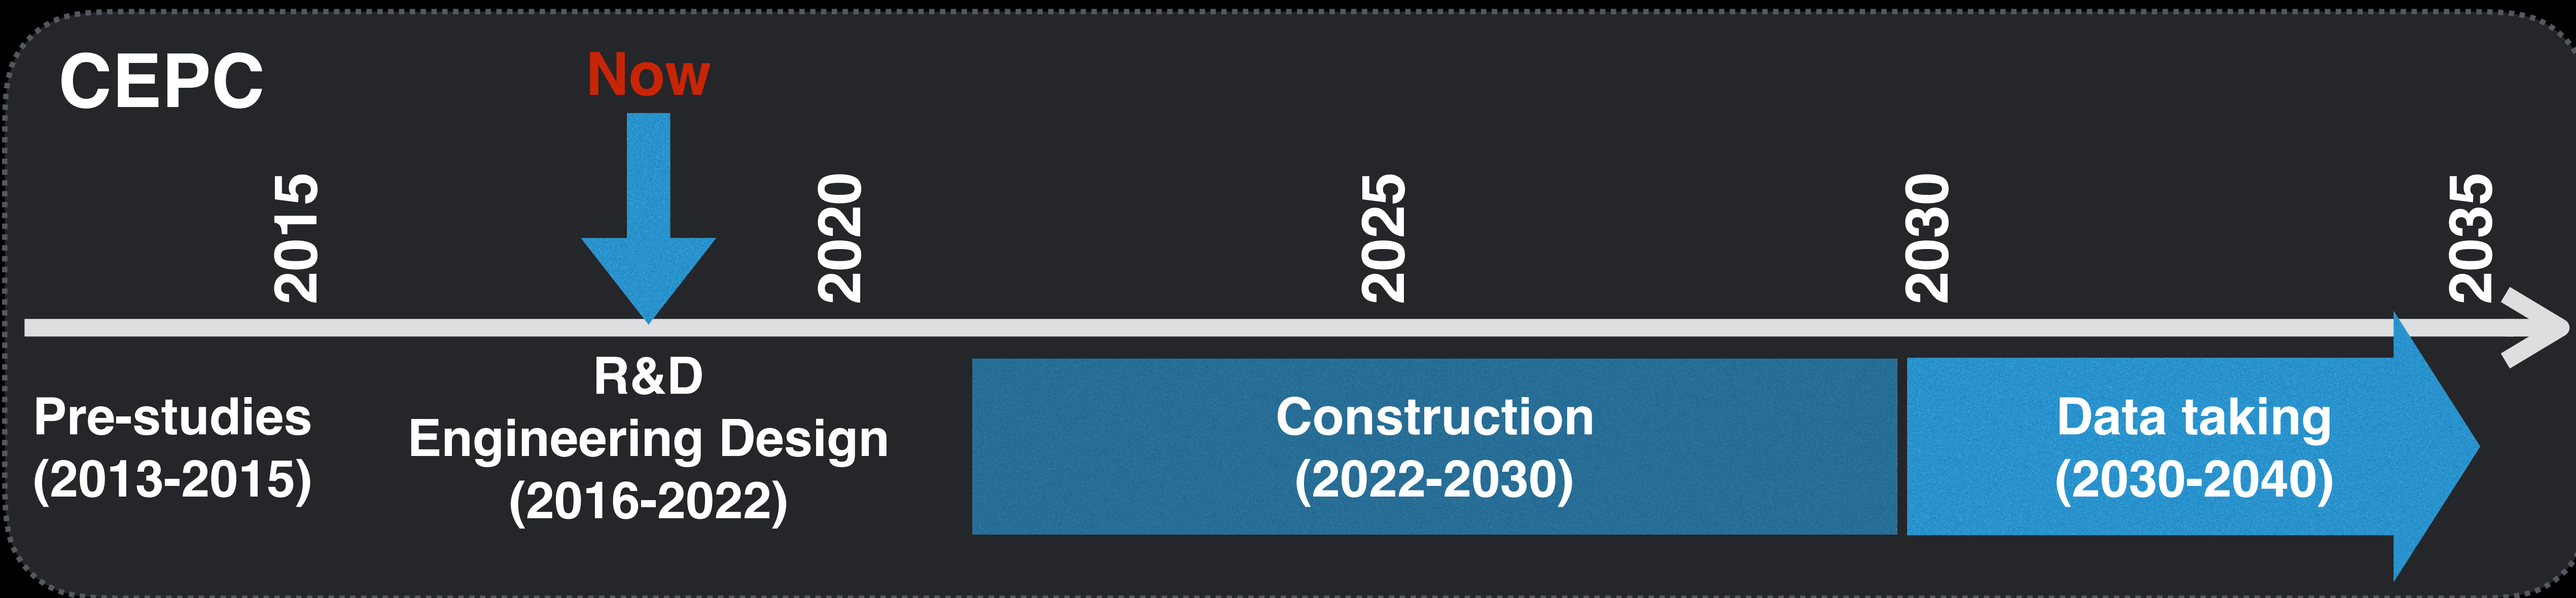 CEPC
Now
2015
2020
2025
2030
2035
Pre-studies
(2013-2015)
R&D
Engineering Design
(2016-2022)
Construction
(2022-2030)
Data taking
(2030-2040)